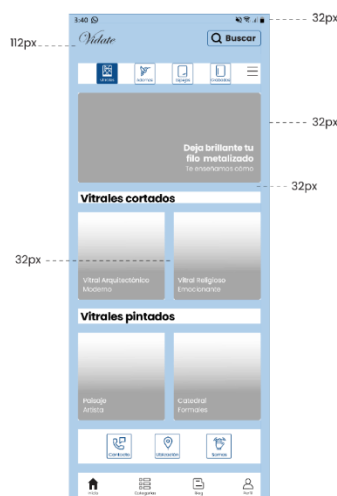 3:40
32px
112px
Vidate
Buscar
32px
Deja brillante tu
filo metalizado
Te enseñamos cómo
32px
Vitrales cortados
32px
Vitral Arquitectónico
Moderno
Vitral Religioso
Emocionante
Vitrales pintados
Paisaje
Artista
Catedral
Formales
Contacto
Ubicación
Somos
Inicio
Categorías
Blog
Perfil